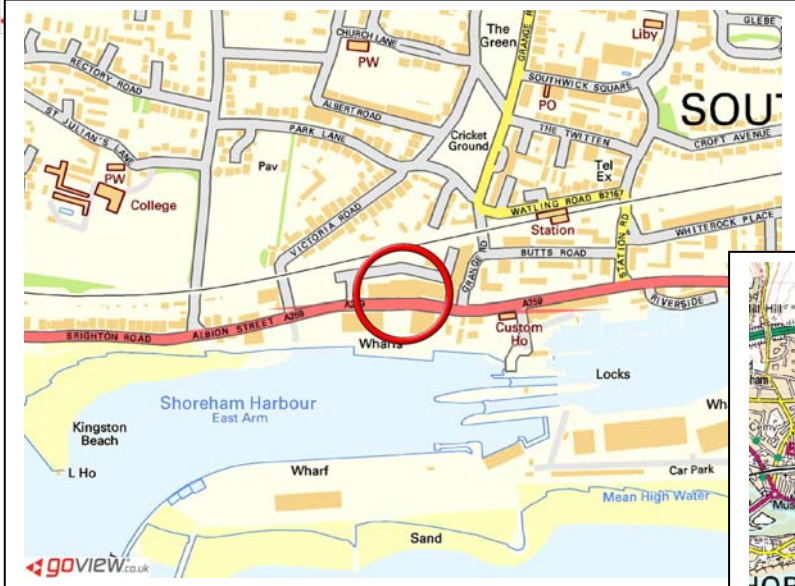 CHURCH LANE
PW
RECTORY ROAD
ALBERT ROAD
ST JULIAN'S LANE
PARK LANE
Pav
PW
College
VICTORIA ROAD
The
Green
GRANGE RD
Liby
GLEBE
SOUTHWICK SQUARE
PO
SOUT
THE TWITTEN
CROFT AVENUE
Cricket
Ground
Tel
Ex
WATLING ROAD B2167
Station
WHITEROCK PLACE
BUTTS ROAD
STATION RD
GRANGE RD
RIVERSIDE
A259
BRIGHTON ROAD
ALBION STREET A259
Custom
Ho
Wharfs
Locks
Shoreham Harbour
East Arm
Kingston
Beach
L Ho
Wharf
Wh
Car Park
Mean High Water
Sand
goview.co.uk